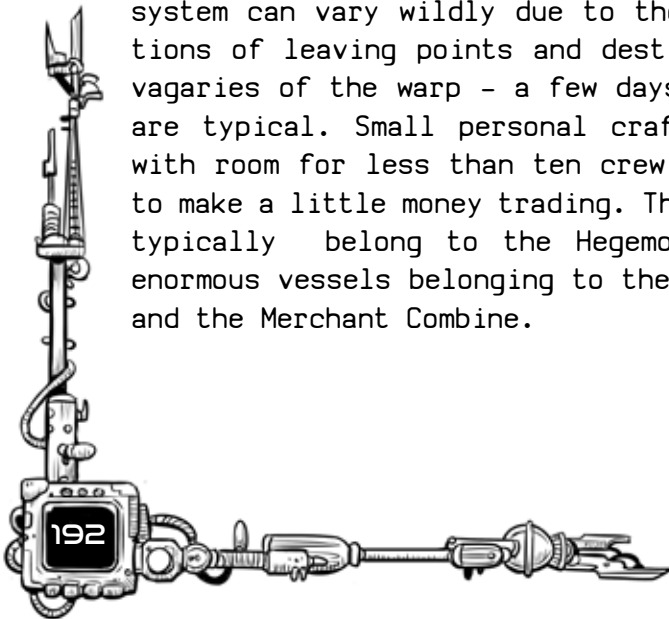 system can vary wildly due to the
tions of leaving points and dest
vagaries of the warp – a few days
are typical. Small personal craf
with room for less than ten crew
to make a little money trading. Th
typically belong to the Hegemo
enormous vessels belonging to the
and the Merchant Combine.
192